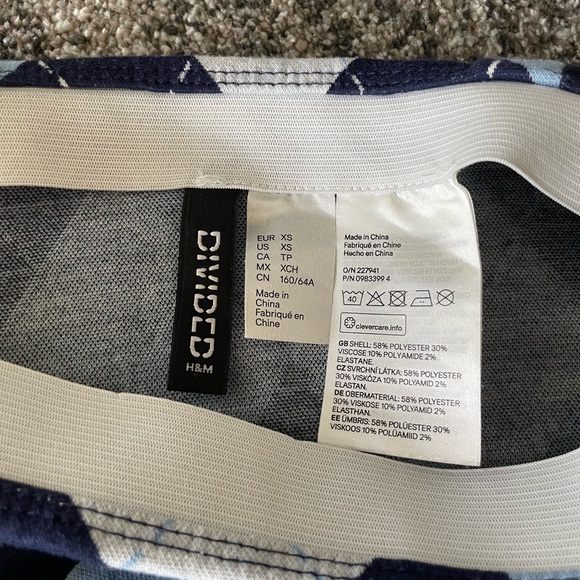 DIVIDED
H&M
EUR XS
US XS
CA TP
MX XCH
CN 160/64A
Made in
China
Fabriqué en
Chine
Made in China
Fabriqué en Chine
Hecho en China
O/N 227941
P/N 0983399 4
40
clevercare.info
GB SHELL: 58% POLYESTER 30%
VISCOSE 10% POLYAMIDE 2%
ELASTANE.
CZ SVRCHNÍ LÁTKA: 58% POLYESTER
30% VISKÓZA 10% POLYAMID 2%
ELASTAN.
DE OBERMATERIAL: 58% POLYESTER
30% VISKOSE 10% POLYAMID 2%
ELASTHAN.
EE ÜMBRIS: 58% POLÜESTER 30%
VISKOOS 10% POLÜAMIID 2%